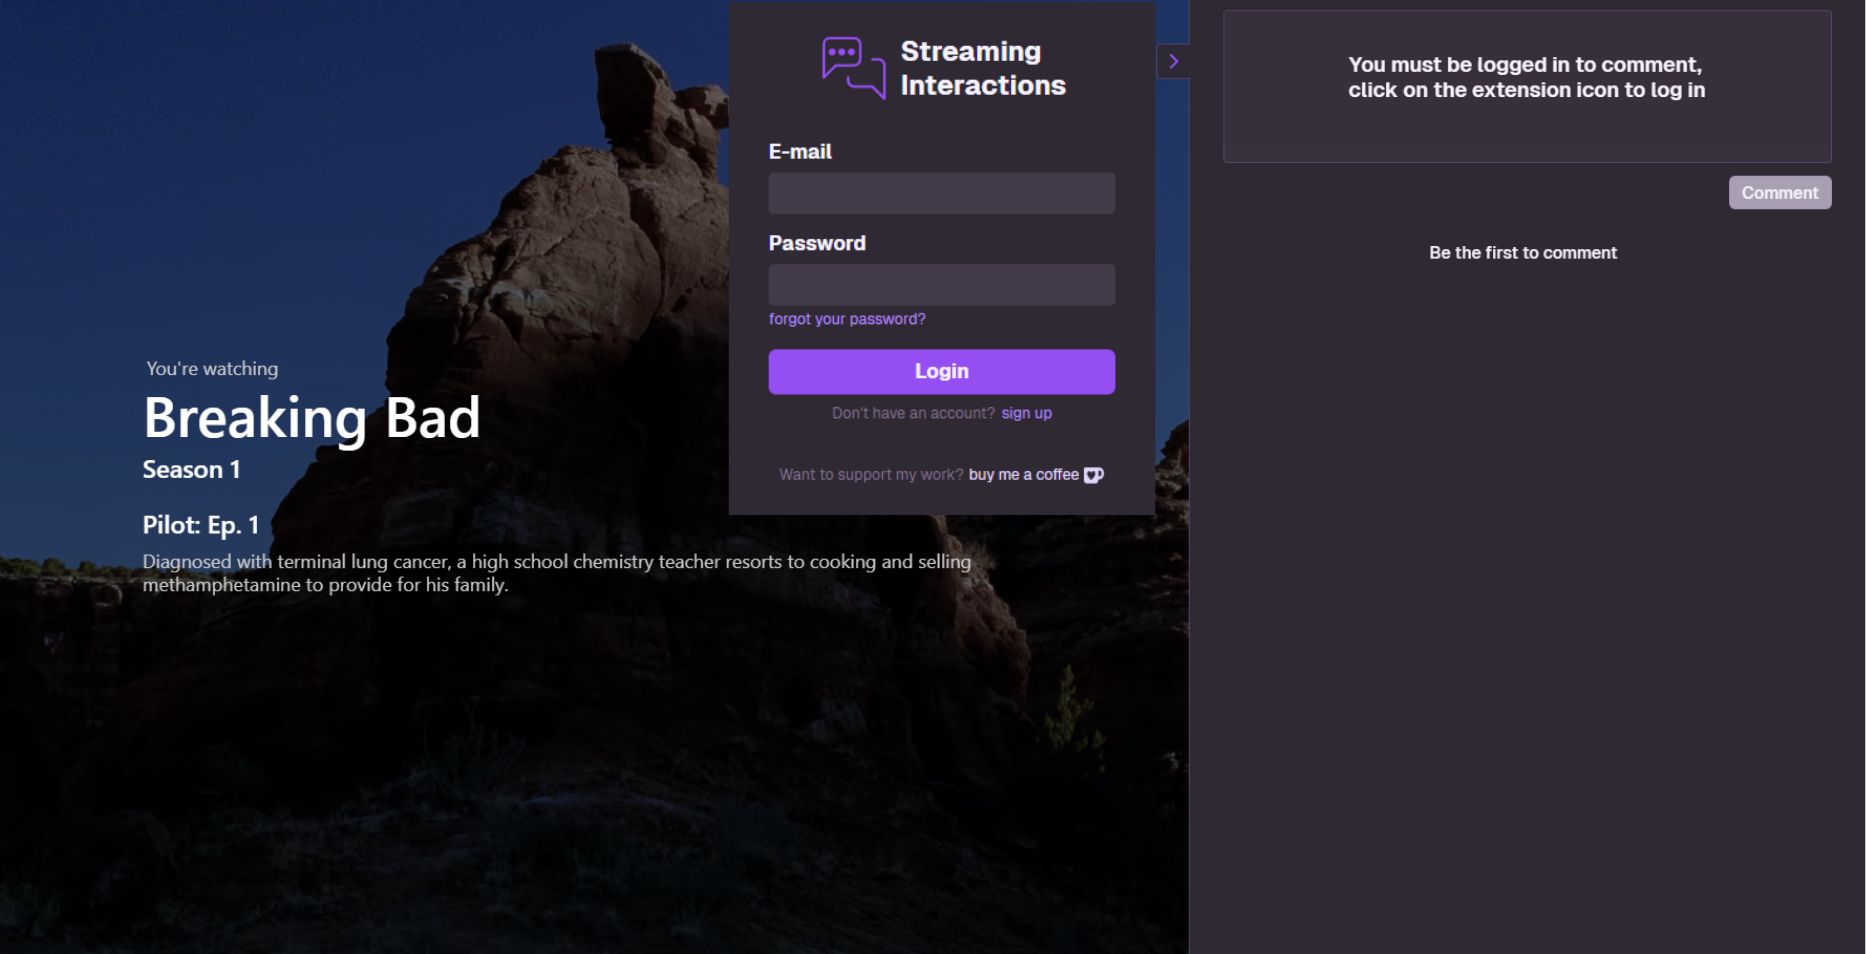 You're watching
Breaking Bad
Season 1
Pilot: Ep. 1
Diagnosed with terminal lung cancer, a high school chemistry teacher resorts to cooking and selling
methamphetamine to provide for his family.
Streaming
Interactions
E-mail
Password
forgot your password?
Login
Don't have an account? sign up
Want to support my work? buy me a coffee
You must be logged in to comment,
click on the extension icon to log in
Comment
Be the first to comment